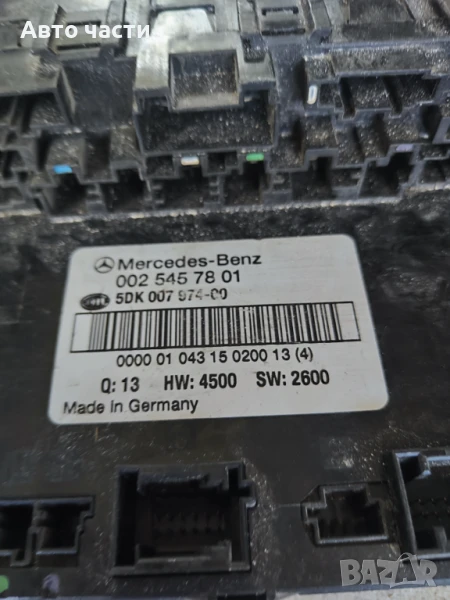 Авто части
Mercedes-Benz
002 545 78 01
5DK 007 974-00
0000 01 043 15 0200 13 (4)
Q: 13 HW: 4500 SW: 2600
Made in Germany
BAZAR